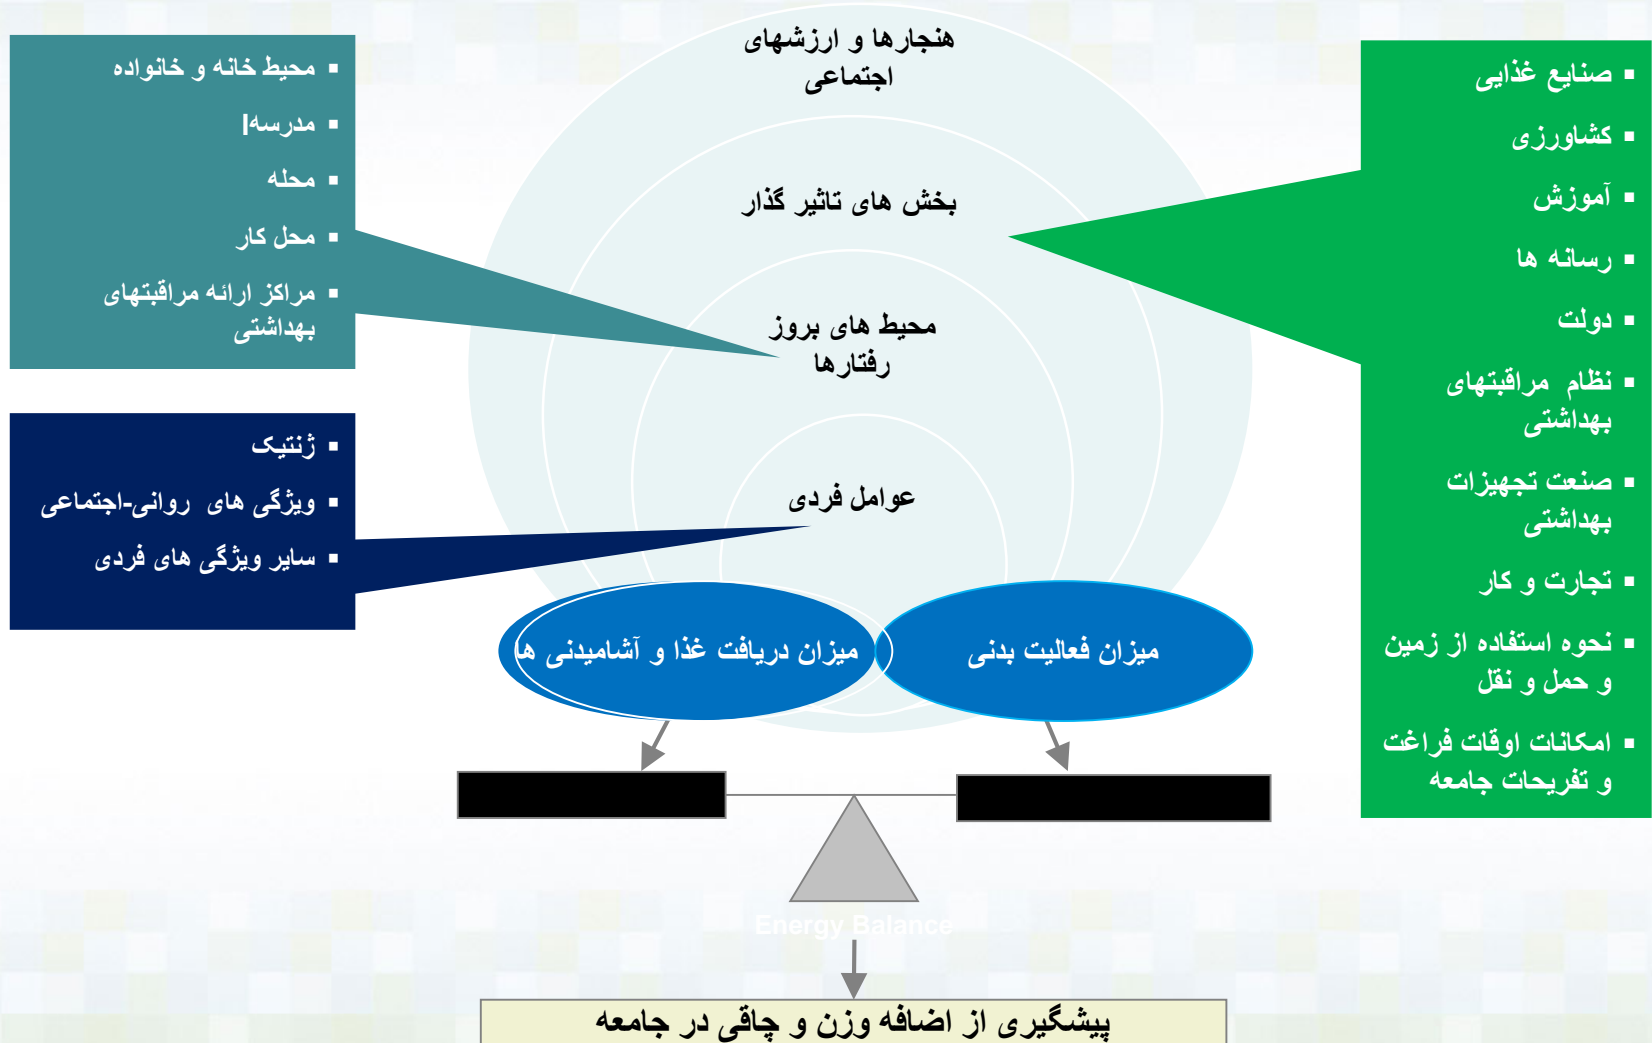 هنجارها و ارزشهای
اجتماعی
بخش های تاثیر گذار
محیط های بروز
رفتارها
عوامل فردی
▪ صنایع غذایی
▪ کشاورزی
▪ آموزش
▪ رسانه ها
▪ دولت
▪ نظام مراقبتهای
بهداشتی
▪ صنعت تجهیزات
بهداشتی
▪ تجارت و کار
▪ نحوه استفاده از زمین
و حمل و نقل
▪ امکانات اوقات فراغت
و تفریحات جامعه
▪ محیط خانه و خانواده
▪ مدرسها
▪ محله
▪ محل کار
▪ مراکز ارائه مراقبتهای
بهداشتی
▪ ژنتیک
▪ ویژگی های روانی-اجتماعی
▪ سایر ویژگی های فردی
میزان فعالیت بدنی
میزان دریافت غذا و آشامیدنی ها
Energy Balance
پیشگیری از اضافه وزن و چاقی در جامعه